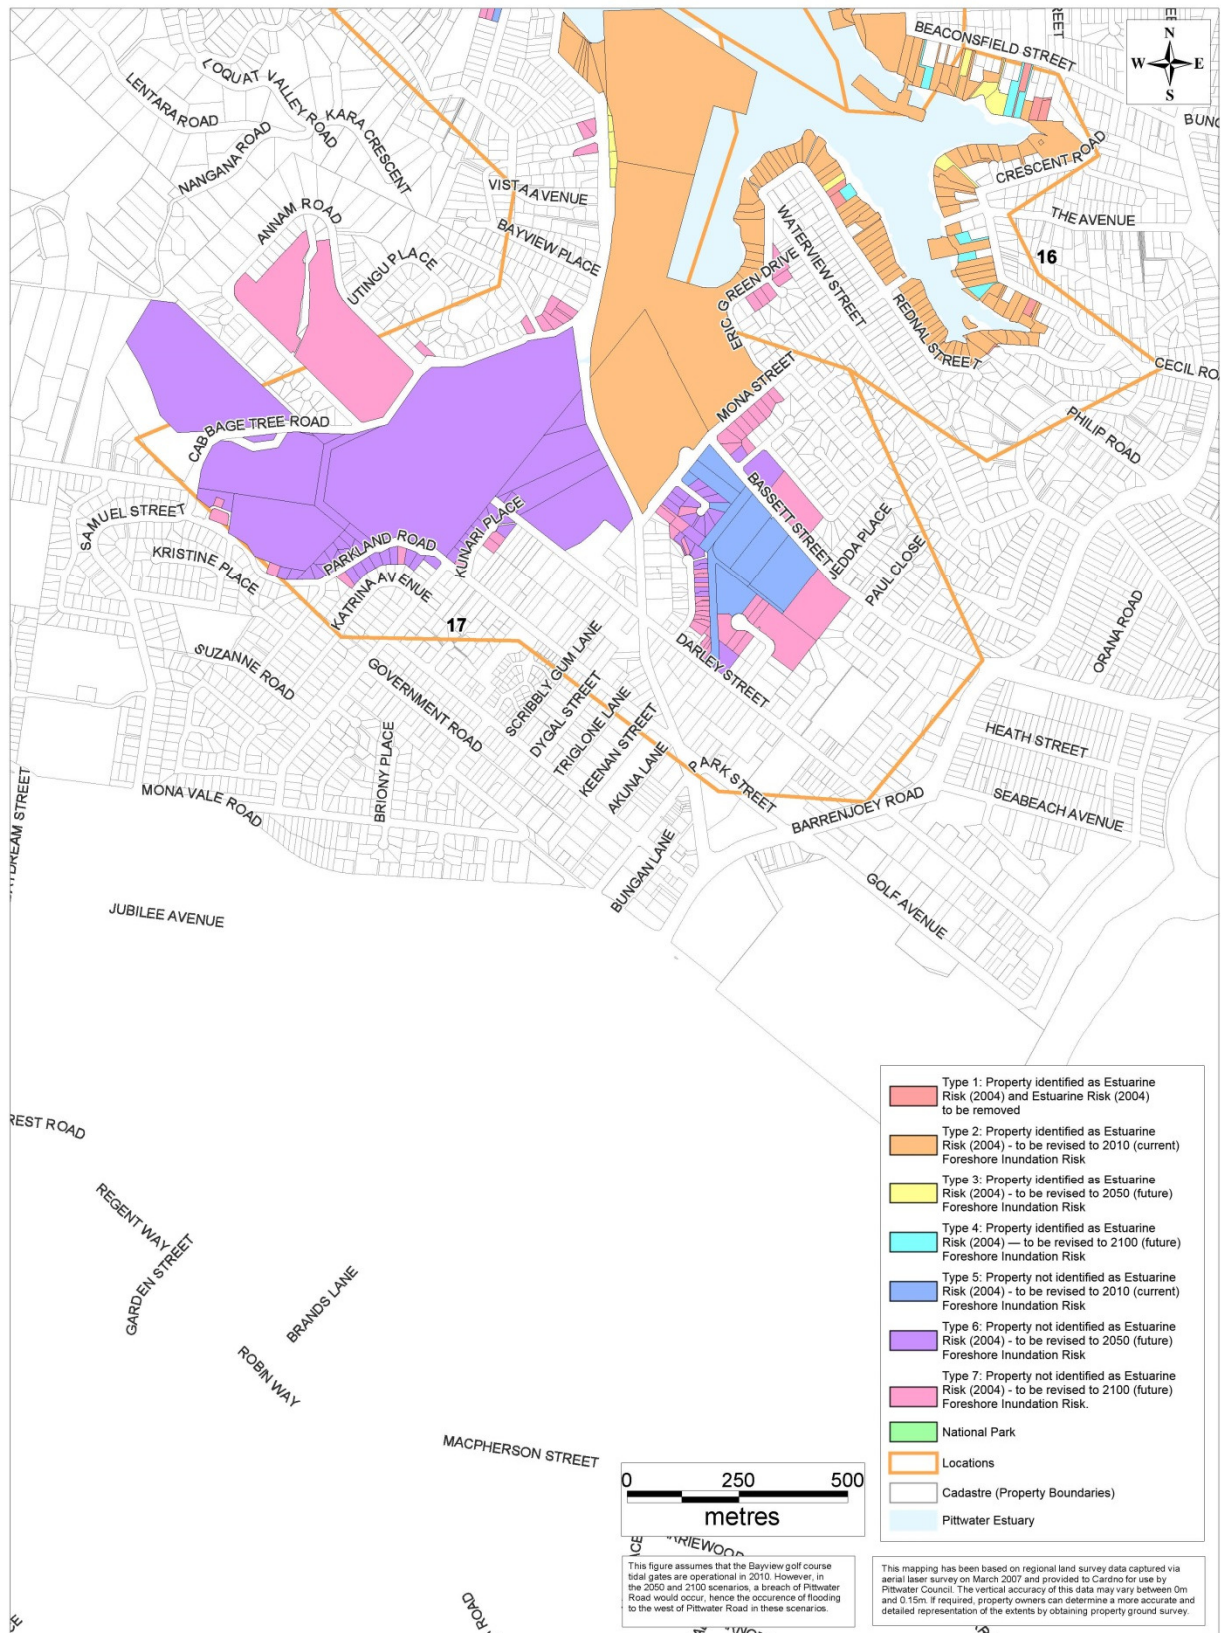 BEACONSFIELD STREET
STREET
N
W
E
S
LOQUAT VALLEY ROAD
LENTARA ROAD
KARA CRESCENT
NANGANA ROAD
BUNG
CRESCENT ROAD
VISTA AVENUE
ANNAM ROAD
WATERVIEW STREET
THE AVENUE
BAYVIEW PLACE
UTINGU PLACE
16
ERIC GREEN DRIVE
REDNAL STREET
CECIL RO
MONA STREET
PHILIP ROAD
CABBAGE TREE ROAD
BASSETT STREET
SAMUEL STREET
KUNARI PLACE
PARKLAND ROAD
JEDDA PLACE
PAUL CLOSE
KRISTINE PLACE
KATRINA AVENUE
17
ORANA ROAD
DARLEY STREET
SUZANNE ROAD
GOVERNMENT ROAD
SCRIBBLY GUM LANE
DYGAL STREET
TRIGLONE LANE
KEENAN STREET
AKUNA LANE
PARK STREET
HEATH STREET
BRIONY PLACE
MONA VALE ROAD
BARRENJOEY ROAD
SEABEACH AVENUE
YDREAM STREET
BUNGAN LANE
GOLF AVENUE
JUBILEE AVENUE
REST ROAD
REGENT WAY
GARDEN STREET
BRANDS LANE
ROBIN WAY
MACPHERSON STREET
Type 1: Property identified as Estuarine
Risk (2004) and Estuarine Risk (2004)
to be removed
Type 2: Property identified as Estuarine
Risk (2004) - to be revised to 2010 (current)
Foreshore Inundation Risk
Type 3: Property identified as Estuarine
Risk (2004) - to be revised to 2050 (future)
Foreshore Inundation Risk
Type 4: Property identified as Estuarine
Risk (2004) — to be revised to 2100 (future)
Foreshore Inundation Risk
Type 5: Property not identified as Estuarine
Risk (2004) - to be revised to 2010 (current)
Foreshore Inundation Risk
Type 6: Property not identified as Estuarine
Risk (2004) - to be revised to 2050 (future)
Foreshore Inundation Risk
Type 7: Property not identified as Estuarine
Risk (2004) - to be revised to 2100 (future)
Foreshore Inundation Risk.
National Park
Locations
Cadastre (Property Boundaries)
Pittwater Estuary
0 250 500
metres
ROAD
This figure assumes that the Bayview golf course
tidal gates are operational in 2010. However, in
the 2050 and 2100 scenarios, a breach of Pittwater
Road would occur, hence the occurence of flooding
to the west of Pittwater Road in these scenarios.
This mapping has been based on regional land survey data captured via
aerial laser survey on March 2007 and provided to Cardno for use by
Pittwater Council. The vertical accuracy of this data may vary between 0m
and 0.15m. If required, property owners can determine a more accurate and
detailed representation of the extents by obtaining property ground survey.